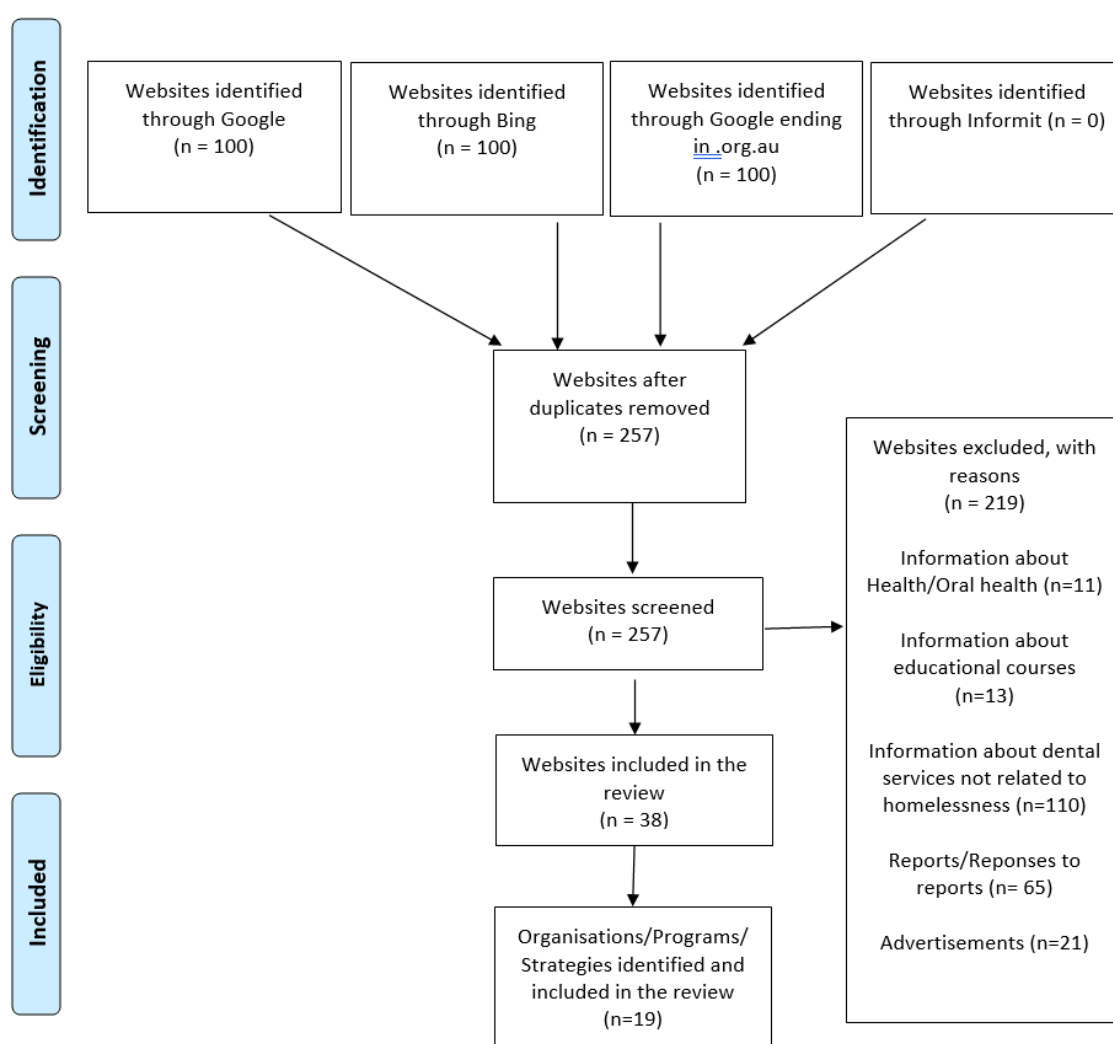 Identification
Websites identified
through Google
(n = 100)
Websites identified
through Bing
(n = 100)
Websites identified
through Google ending
in .org.au
(n = 100)
Websites identified
through Informit (n = 0)
Screening
Websites after
duplicates removed
(n = 257)
Eligibility
Websites screened
(n = 257)
Websites excluded, with
reasons
(n = 219)
Information about
Health/Oral health (n=11)
Information about
educational courses
(n=13)
Information about dental
services not related to
homelessness (n=110)
Reports/Reponses to
reports (n= 65)
Advertisements (n=21)
Websites included in the
review
(n = 38)
Included
Organisations/Programs/
Strategies identified and
included in the review
(n=19)